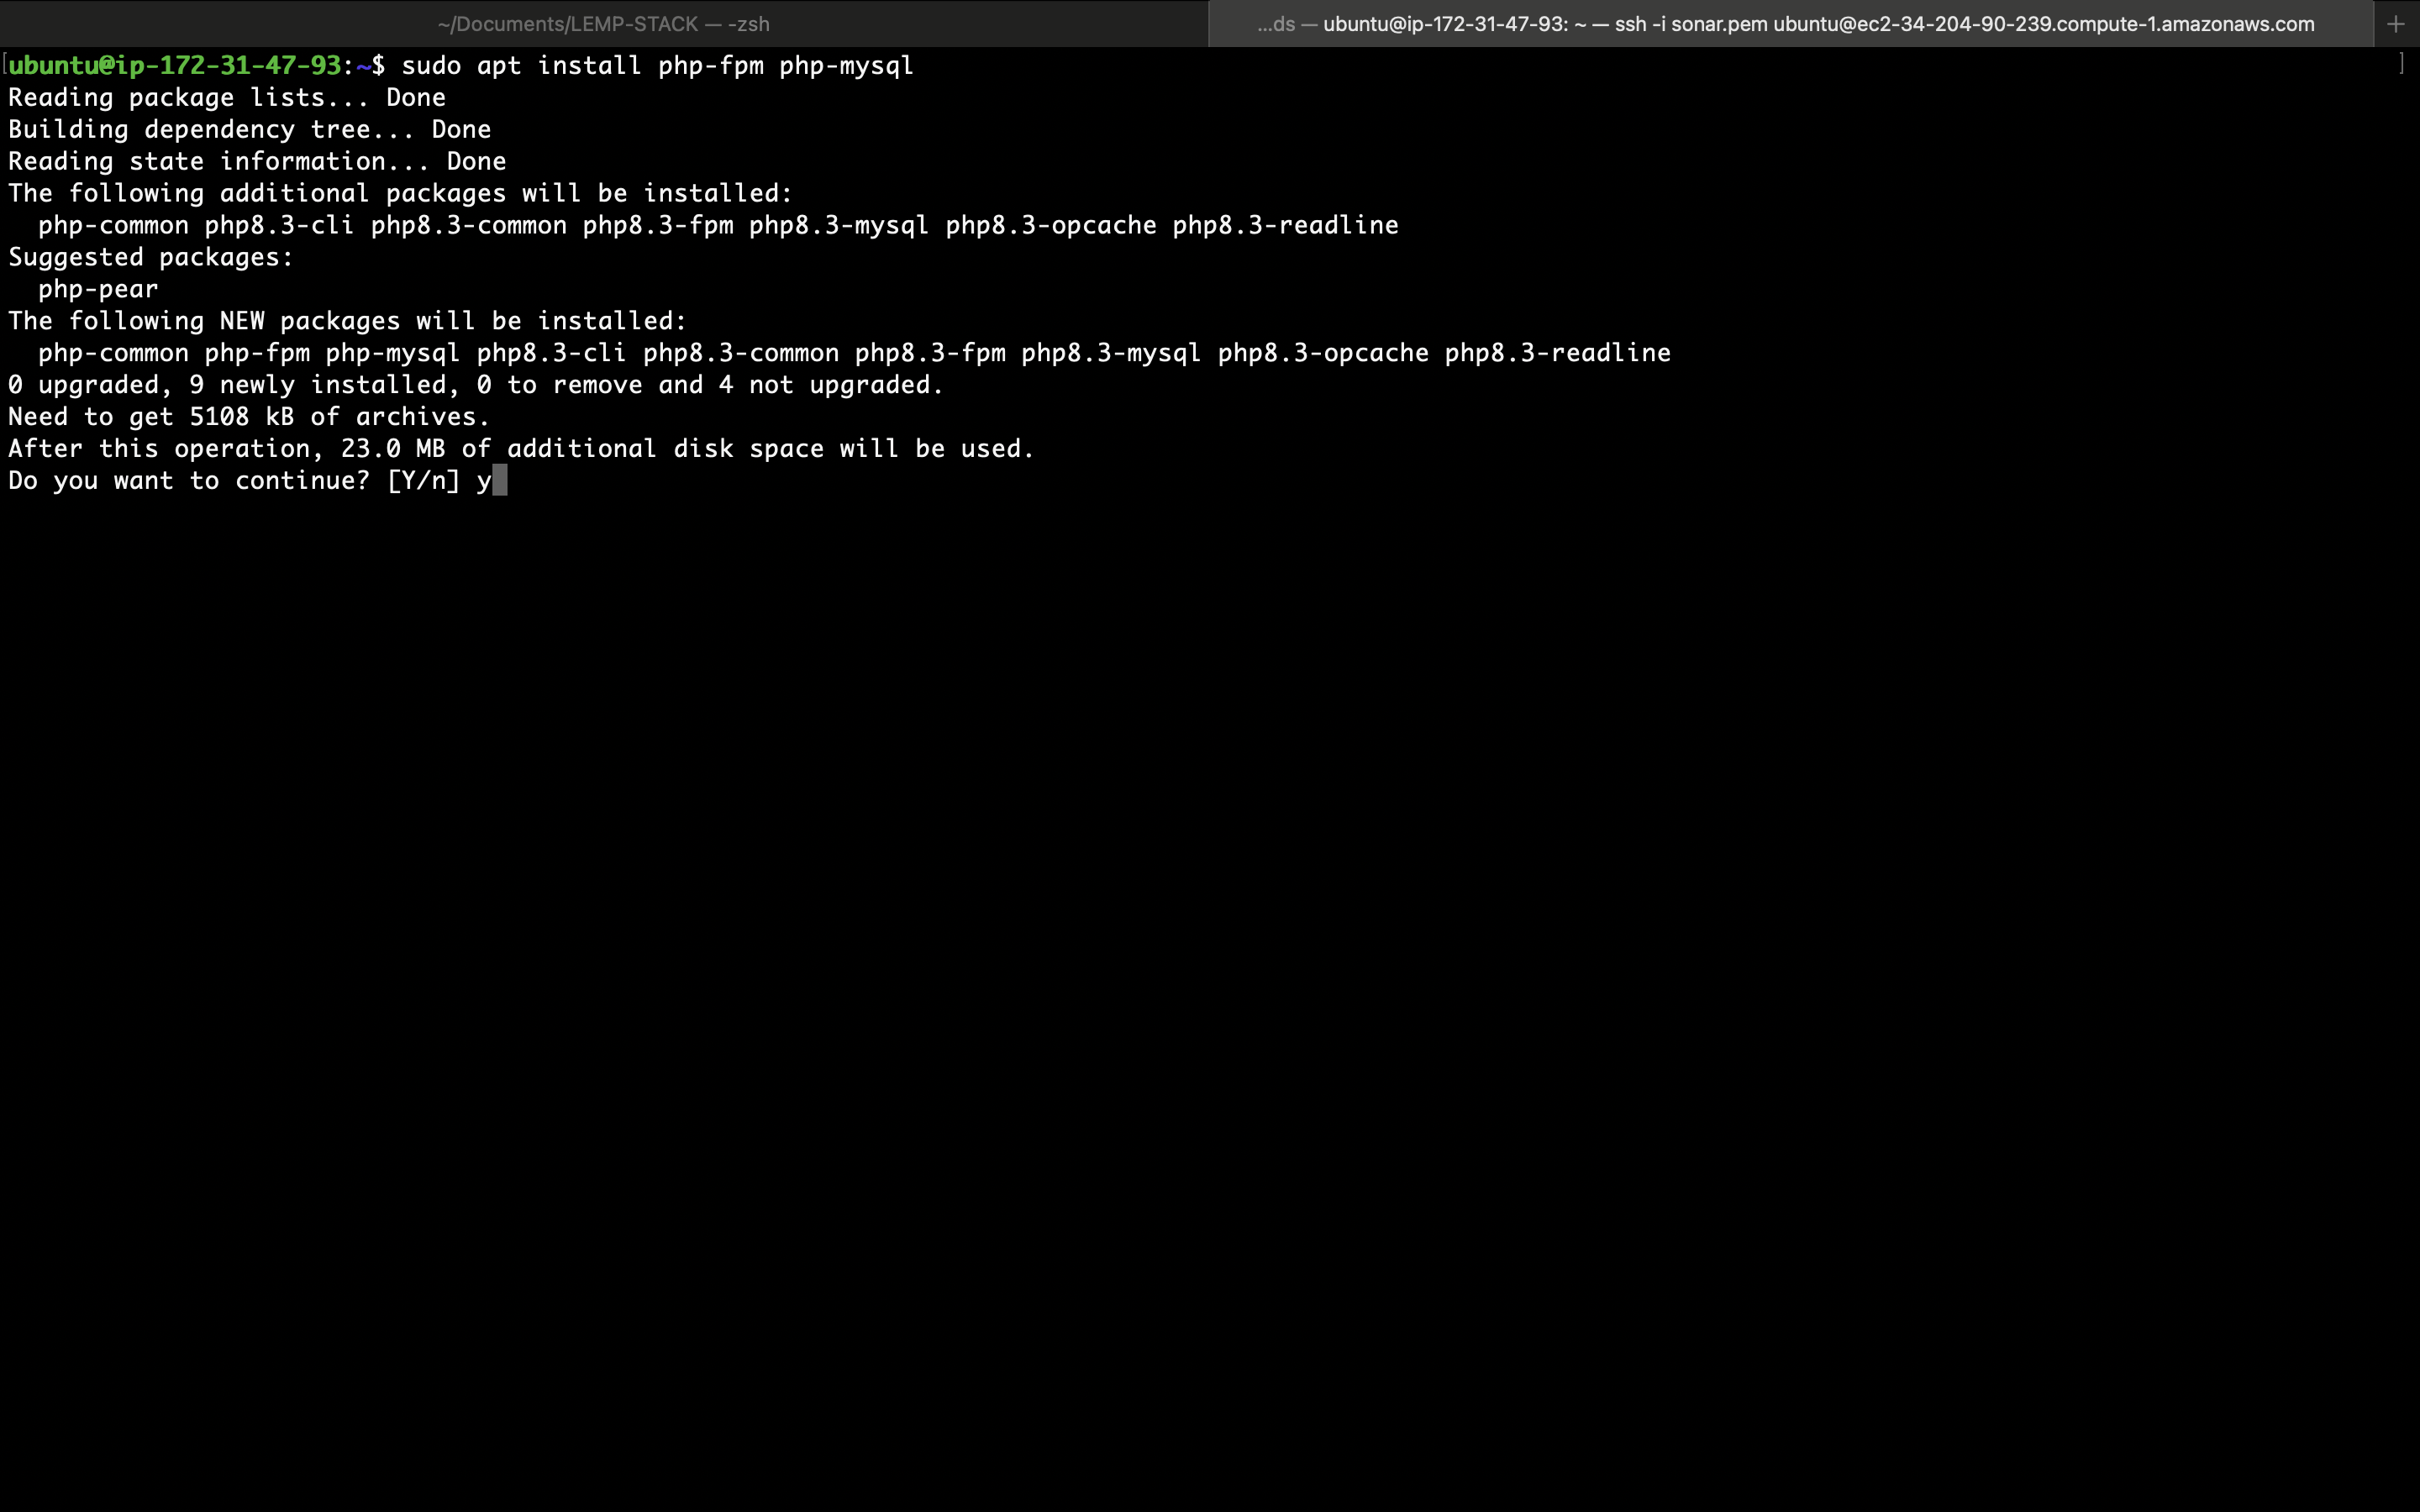 ~/Documents/LEMP-STACK — -zsh
...ds — ubuntu@ip-172-31-47-93: ~ — ssh -i sonar.pem ubuntu@ec2-34-204-90-239.compute-1.amazonaws.com +
[ubuntu@ip-172-31-47-93:~$ sudo apt install php-fpm php-mysql ]
Reading package lists... Done
Building dependency tree... Done
Reading state information... Done
The following additional packages will be installed:
  php-common php8.3-cli php8.3-common php8.3-fpm php8.3-mysql php8.3-opcache php8.3-readline
Suggested packages:
  php-pear
The following NEW packages will be installed:
  php-common php-fpm php-mysql php8.3-cli php8.3-common php8.3-fpm php8.3-mysql php8.3-opcache php8.3-readline
0 upgraded, 9 newly installed, 0 to remove and 4 not upgraded.
Need to get 5108 kB of archives.
After this operation, 23.0 MB of additional disk space will be used.
Do you want to continue? [Y/n] y